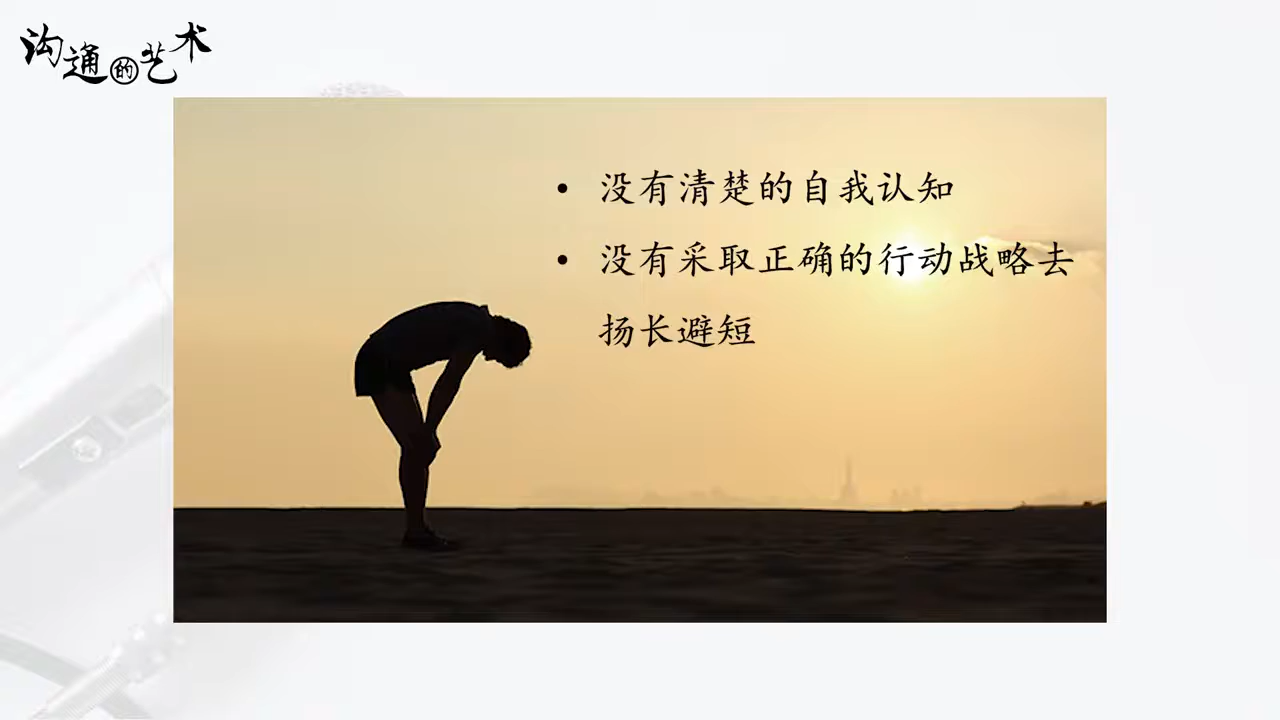 沟通的艺术
• 没有清楚的自我认知
• 没有采取正确的行动战略去
扬长避短